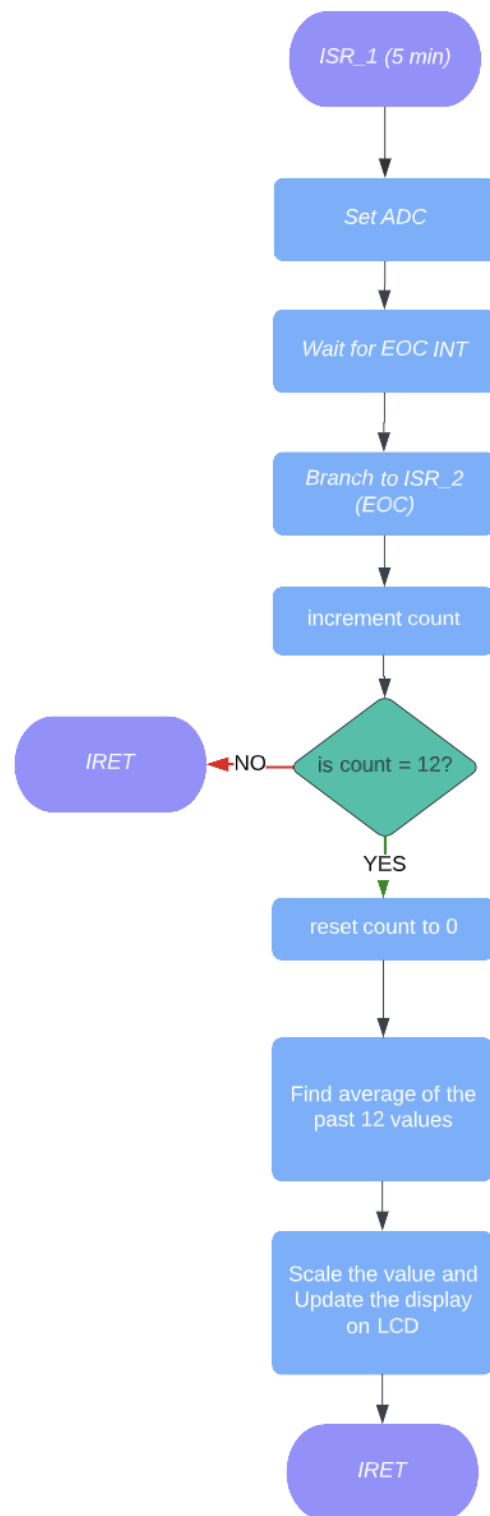 ISR_1 (5 min)
Set ADC
Wait for EOC INT
Branch to ISR_2
(EOC)
increment count
is count = 12?
NO
IRET
YES
reset count to 0
Find average of the
past 12 values
Scale the value and
Update the display
on LCD
IRET